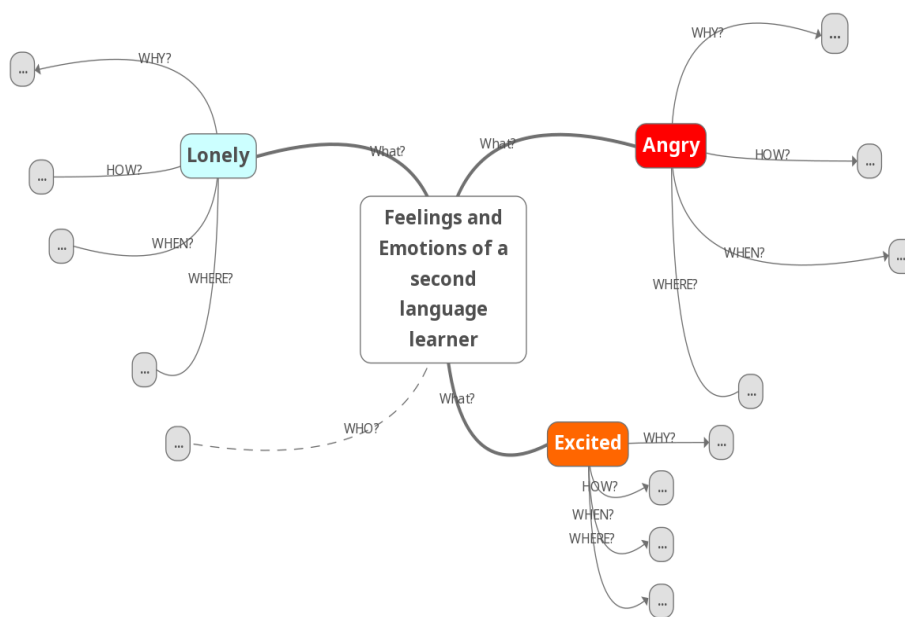 WHY?
...
WHY?
...
Lonely
What?
What?
Angry
HOW?
...
HOW?
...
Feelings and
Emotions of a
second
language
learner
WHEN?
...
WHEN?
...
WHERE?
...
WHERE?
...
What?
WHO?
...
Excited
WHY?
...
HOW?
...
WHEN?
...
WHERE?
...